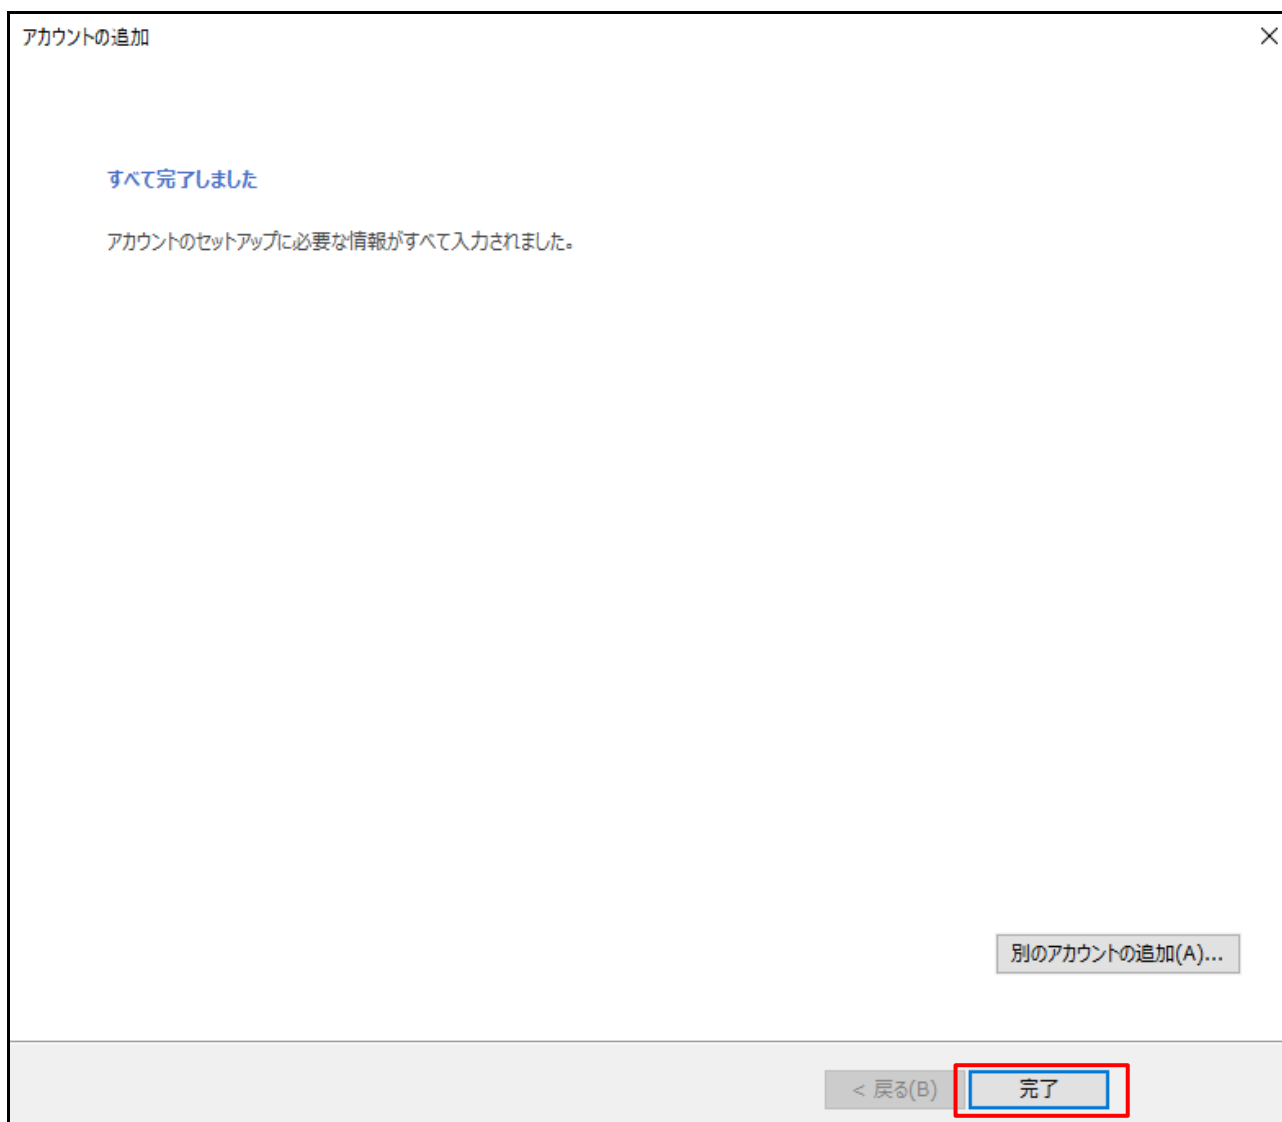 アカウントの追加
すべて完了しました
アカウントのセットアップに必要な情報がすべて入力されました。
別のアカウントの追加(A)...
< 戻る(B)
完了